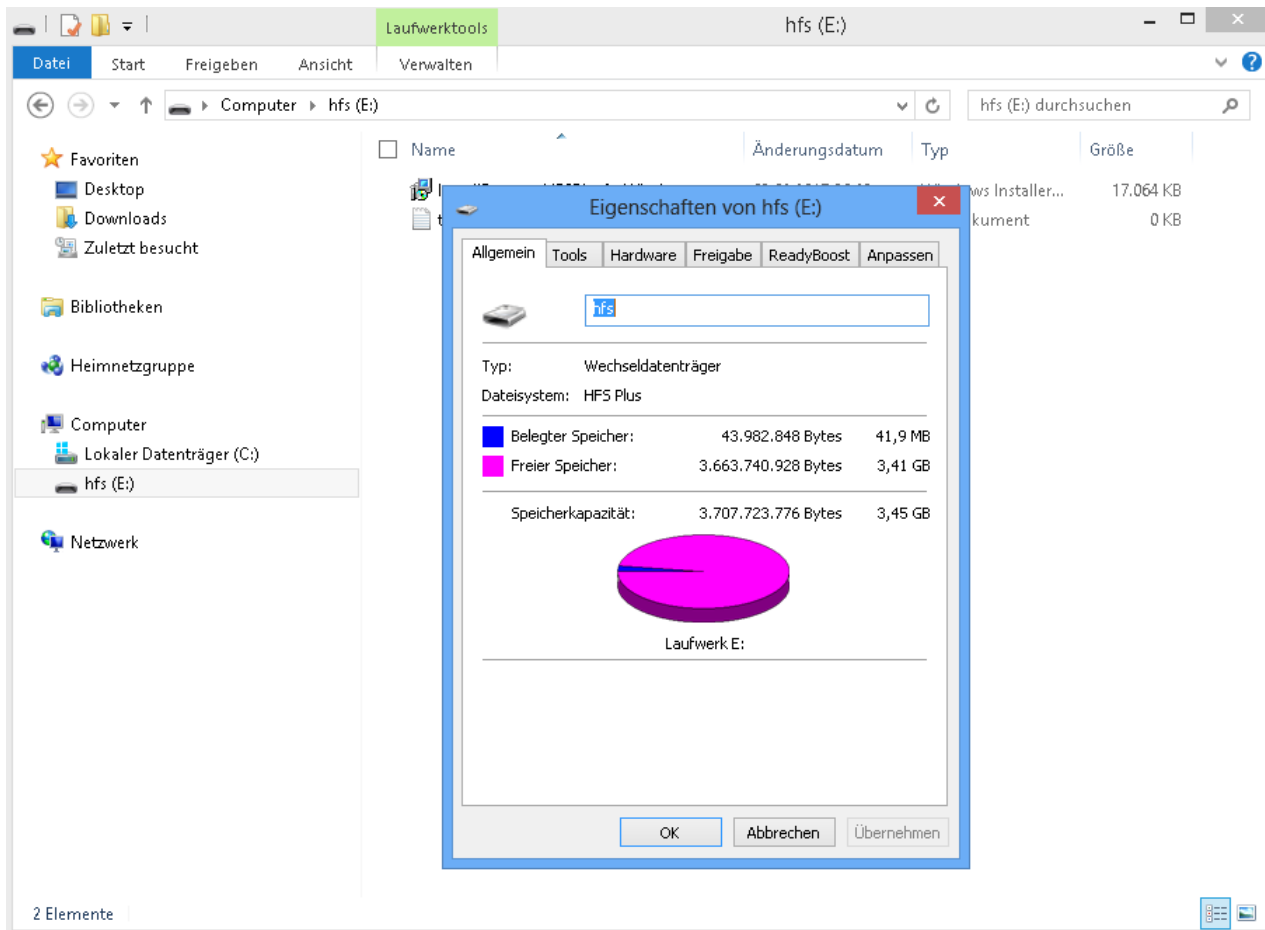 Laufwerktools
hfs (E:)
Datei Start Freigeben Ansicht Verwalten
Computer hfs (E:)
hfs (E:) durchsuchen
Name Änderungsdatum Typ Größe
Favoriten
Desktop
Downloads
Zuletzt besucht
Bibliotheken
Heimnetzgruppe
Computer
Lokaler Datenträger (C:)
hfs (E:)
Netzwerk
ws Installer... 17.064 KB
kument 0 KB
Eigenschaften von hfs (E:)
Allgemein Tools Hardware Freigabe ReadyBoost Anpassen
hfs
Typ: Wechseldatenträger
Dateisystem: HFS Plus
Belegter Speicher: 43.982.848 Bytes 41,9 MB
Freier Speicher: 3.663.740.928 Bytes 3,41 GB
Speicherkapazität: 3.707.723.776 Bytes 3,45 GB
Laufwerk E:
OK Abbrechen Übernehmen
2 Elemente